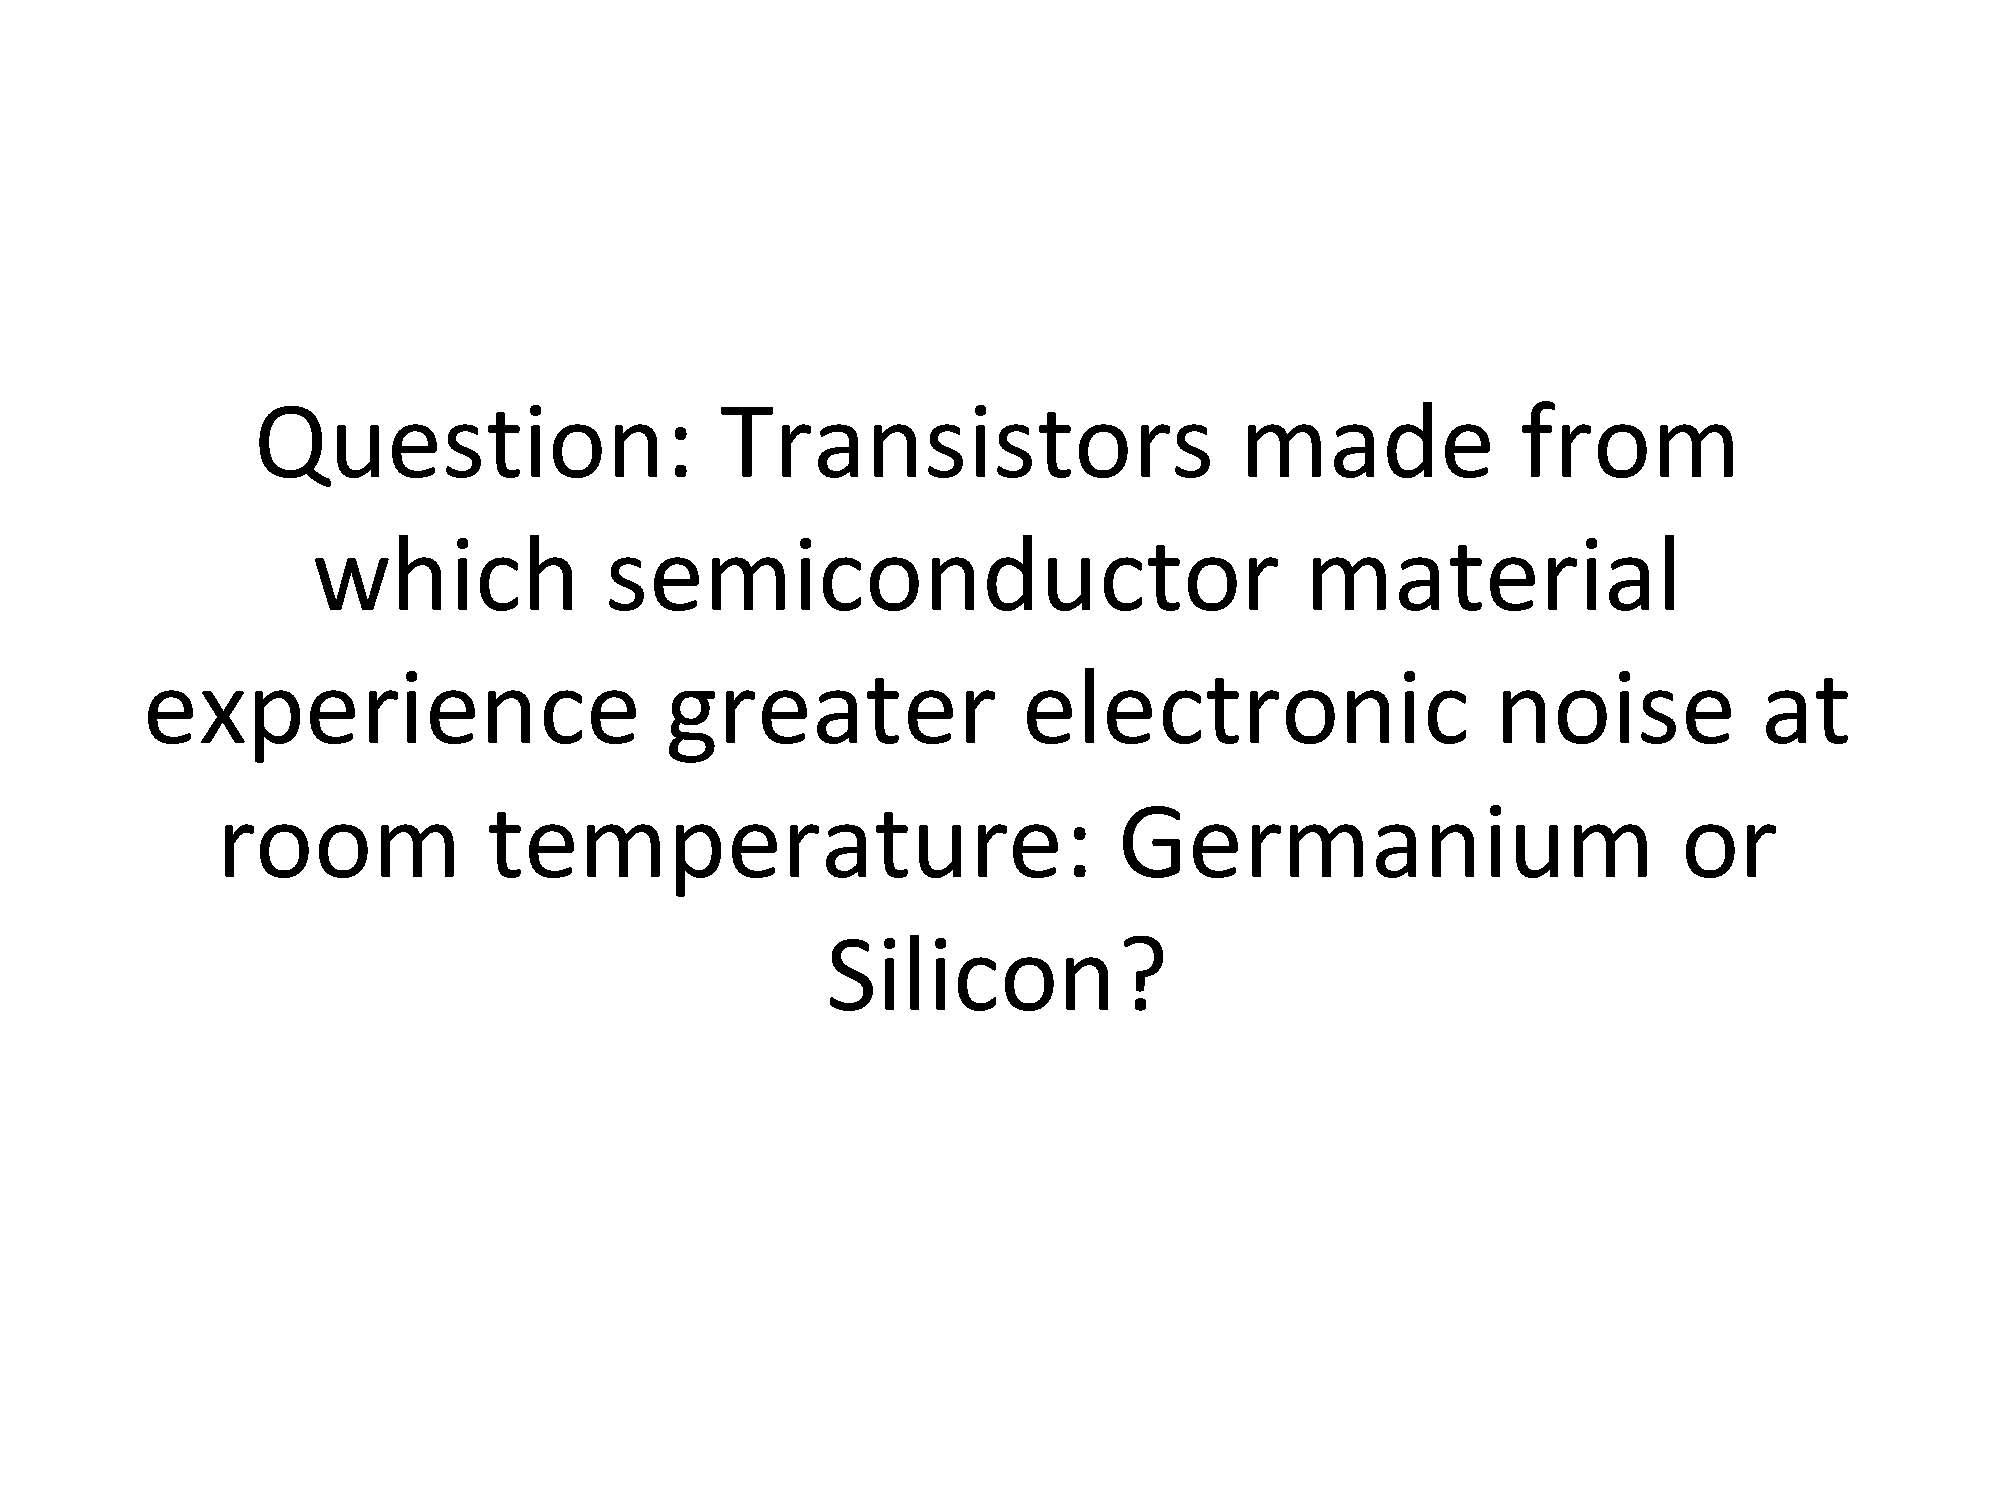 Question: Transistors made from
which semiconductor material
experience greater electronic noise at
room temperature: Germanium or
Silicon?